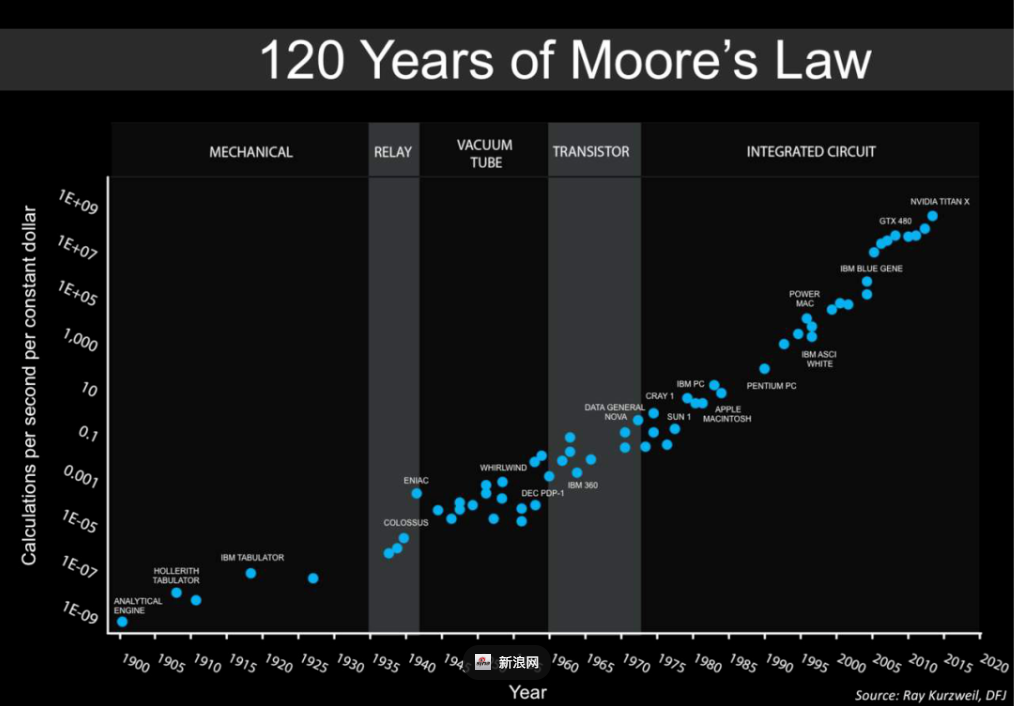 120 Years of Moore's Law
MECHANICAL
RELAY
VACUUM
TUBE
TRANSISTOR
INTEGRATED CIRCUIT
Calculations per second per constant dollar
1E+09
1E+07
1E+05
1,000
10
0.1
0.001
1E-05
1E-07
1E-09
NVIDIA TITAN X
GTX 480
IBM BLUE GENE
POWER
MAC
IBM ASCI
WHITE
PENTIUM PC
IBM PC
CRAY 1
APPLE
MACINTOSH
DATA GENERAL
NOVA
SUN 1
WHIRLWIND
IBM 360
ENIAC
DEC PDP-1
COLOSSUS
IBM TABULATOR
HOLLERITH
TABULATOR
ANALYTICAL
ENGINE
1900 1905 1910 1915 1920 1925 1930 1935 1940 1960 1965 1970 1975 1980 1985 1990 1995 2000 2005 2010 2015 2020
新浪网
Year
Source: Ray Kurzweil, DFJ